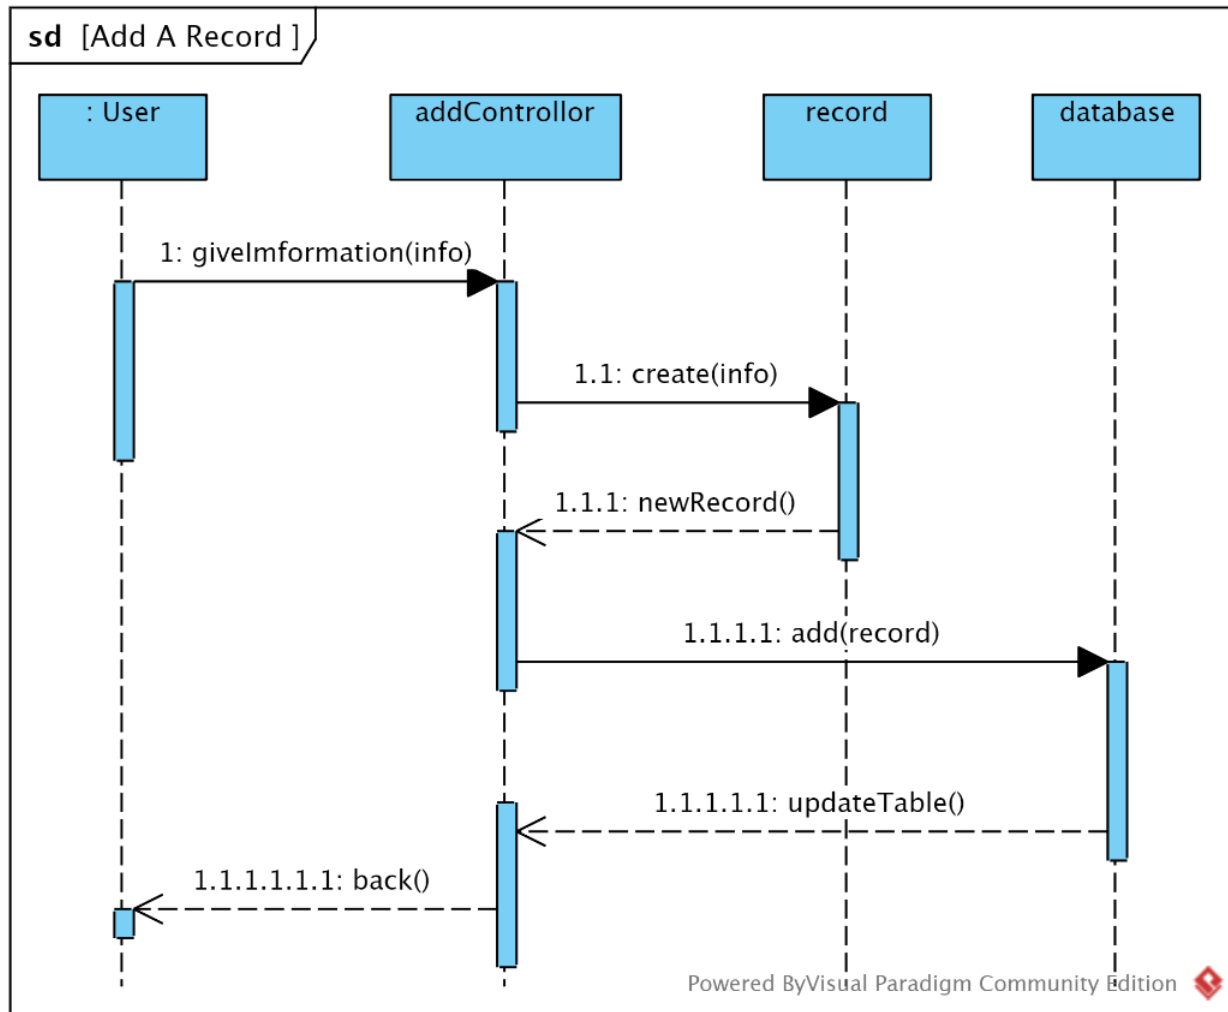 sd [Add A Record ]
: User
addControllor
record
database
1: giveImformation(info)
1.1: create(info)
1.1.1: newRecord()
1.1.1.1: add(record)
1.1.1.1.1: updateTable()
1.1.1.1.1.1: back()
Powered ByVisual Paradigm Community Edition